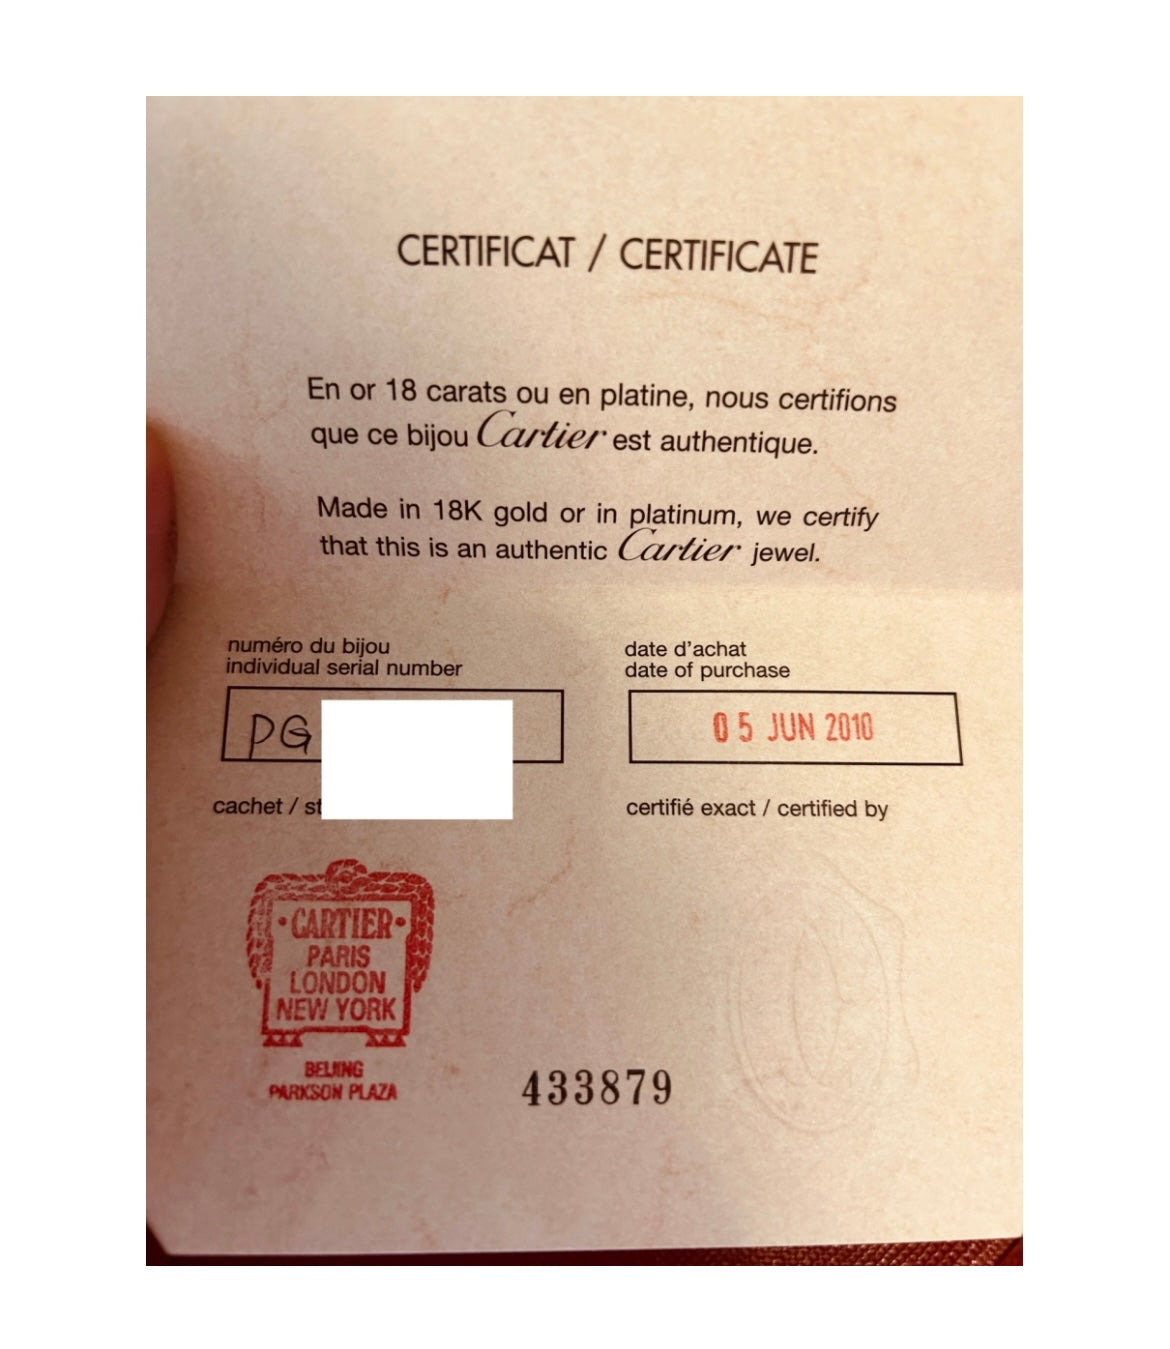 CERTIFICAT / CERTIFICATE
En or 18 carats ou en platine, nous certifions
que ce bijou Cartier est authentique.
Made in 18K gold or in platinum, we certify
that this is an authentic Cartier jewel.
numéro du bijou
individual serial number
PG
date d'achat
date of purchase
05 JUN 2010
cachet / st
certifié exact / certified by
CARTIER
PARIS
LONDON
NEW YORK
BEIJING
PARKSON PLAZA
433879